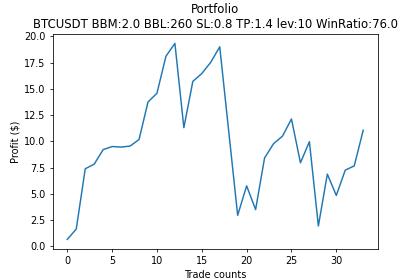 Portfolio
BTCUSDT BBM:2.0 BBL:260 SL:0.8 TP:1.4 lev:10 WinRatio:76.0
20.0
17.5
15.0
12.5
10.0
7.5
5.0
2.5
0.0
Profit ($)
0 5 10 15 20 25 30
Trade counts